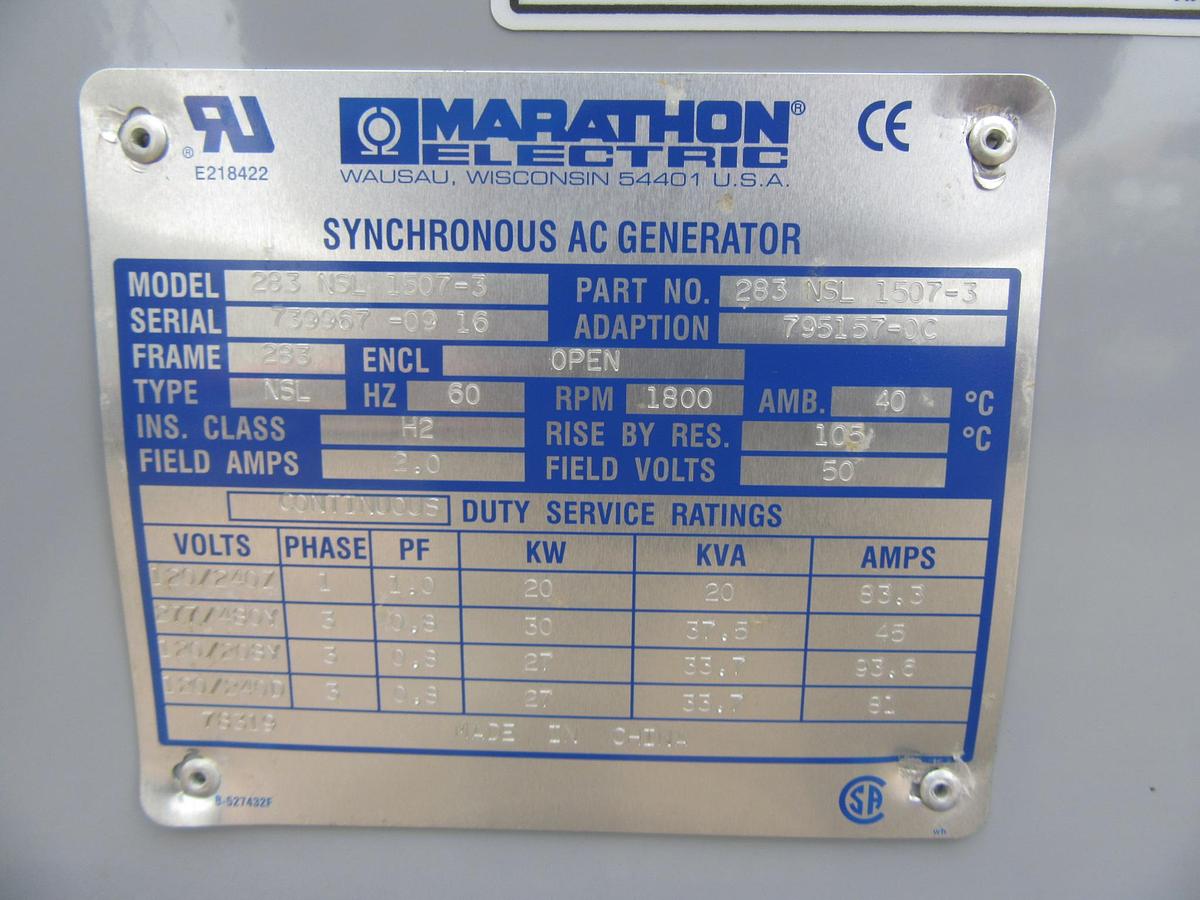 E218422
MARATHON®
ELECTRIC
WAUSAU, WISCONSIN 54401 U.S.A.
CE
SYNCHRONOUS AC GENERATOR
MODEL 283 NSL 1507-3 PART NO. 283 NSL 1507-3
SERIAL 739967 -09 16 ADAPTION 795157-0C
FRAME 283 ENCL OPEN
TYPE NSL HZ 60 RPM 1800 AMB. 40 °C
INS. CLASS H2 RISE BY RES. 105 °C
FIELD AMPS 2.0 FIELD VOLTS 50
CONTINUOUS DUTY SERVICE RATINGS
VOLTS PHASE PF KW KVA AMPS
120/240Z 1 1.0 20 20 83.3
277/480Y 3 0.8 30 37.5 45
120/208Y 3 0.8 27 33.7 93.6
120/240D 3 0.8 27 33.7 81
78319 MADE IN CHINA
B-527432F
SA
wh